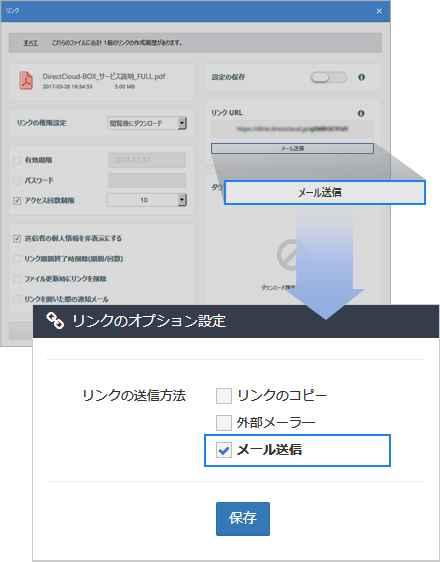 リンク
すべて これらのファイルに合計 1個のリンクの作成履歴があります。
DirectCloud-BOX_サービス説明_FULL.pdf
2017-03-28 19:34:53 5.00 MB
リンクの権限設定 閲覧後にダウンロード
有効期限 2017-12-27
パスワード
アクセス回数制限 10
送信者の個人情報を非表示にする
リンク期限終了時削除(期限/回数)
ファイル更新時にリンクを削除
リンクを開いた際の通知メール
設定の保存
リンク URL
メール送信
メール送信
リンクのオプション設定
リンクの送信方法
リンクのコピー
外部メーラー
メール送信
保存